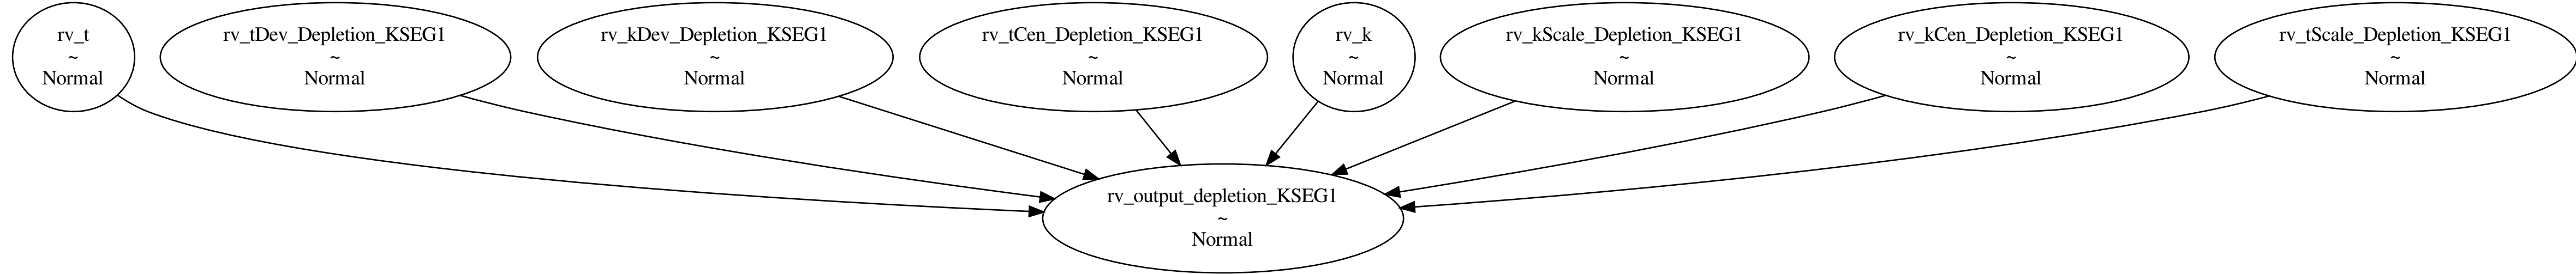 rv_t
~
Normal
rv_tDev_Depletion_KSEG1
~
Normal
rv_kDev_Depletion_KSEG1
~
Normal
rv_tCen_Depletion_KSEG1
~
Normal
rv_k
~
Normal
rv_kScale_Depletion_KSEG1
~
Normal
rv_kCen_Depletion_KSEG1
~
Normal
rv_tScale_Depletion_KSEG1
~
Normal
rv_output_depletion_KSEG1
~
Normal